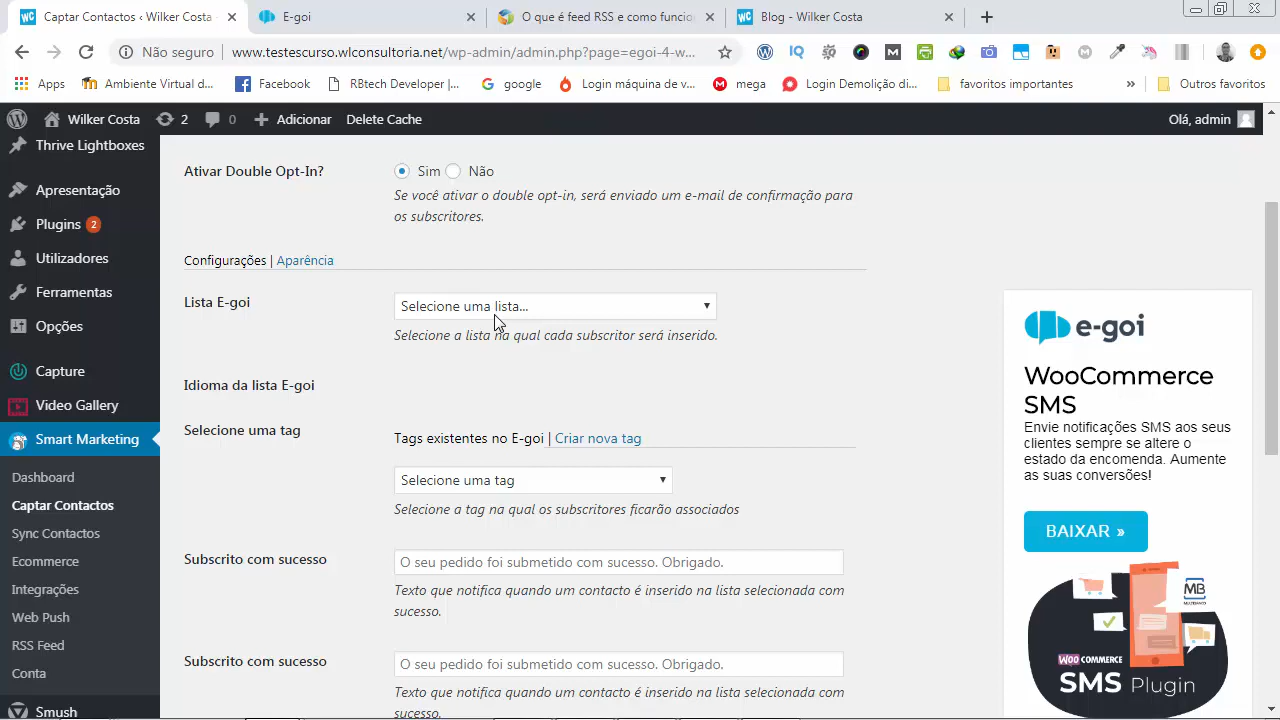 Captar Contactos ‹ Wilker Costa
E-goi
O que é feed RSS e como funcio
Blog - Wilker Costa
Não seguro
www.testescurso.wlconsultoria.net/wp-admin/admin.php?page=egoi-4-w...
Apps
Ambiente Virtual d...
Facebook
RBtech Developer |...
google
Login máquina de v...
mega
Login Demolição di...
favoritos importantes
»
Outros favoritos
Wilker Costa
2
0
Adicionar
Delete Cache
Olá, admin
Thrive Lightboxes
Apresentação
Plugins 2
Utilizadores
Ferramentas
Opções
Capture
Video Gallery
Smart Marketing
Dashboard
Captar Contactos
Sync Contactos
Ecommerce
Integrações
Web Push
RSS Feed
Conta
Smush
Ativar Double Opt-In?
Sim Não
Se você ativar o double opt-in, será enviado um e-mail de confirmação para
os subscritores.
Configurações | Aparência
Lista E-goi
Selecione uma lista...
Selecione a lista na qual cada subscritor será inserido.
Idioma da lista E-goi
Selecione uma tag
Tags existentes no E-goi | Criar nova tag
Selecione uma tag
Selecione a tag na qual os subscritores ficarão associados
Subscrito com sucesso
O seu pedido foi submetido com sucesso. Obrigado.
Texto que notifica quando um contacto é inserido na lista selecionada com
sucesso.
Subscrito com sucesso
O seu pedido foi submetido com sucesso. Obrigado.
Texto que notifica quando um contacto é inserido na lista selecionada com
sucesso.
e-goi
WooCommerce
SMS
Envie notificações SMS aos seus
clientes sempre se altere o
estado da encomenda. Aumente
as suas conversões!
BAIXAR »
MB
MULTIBANCO
WOO COMMERCE
SMS Plugin